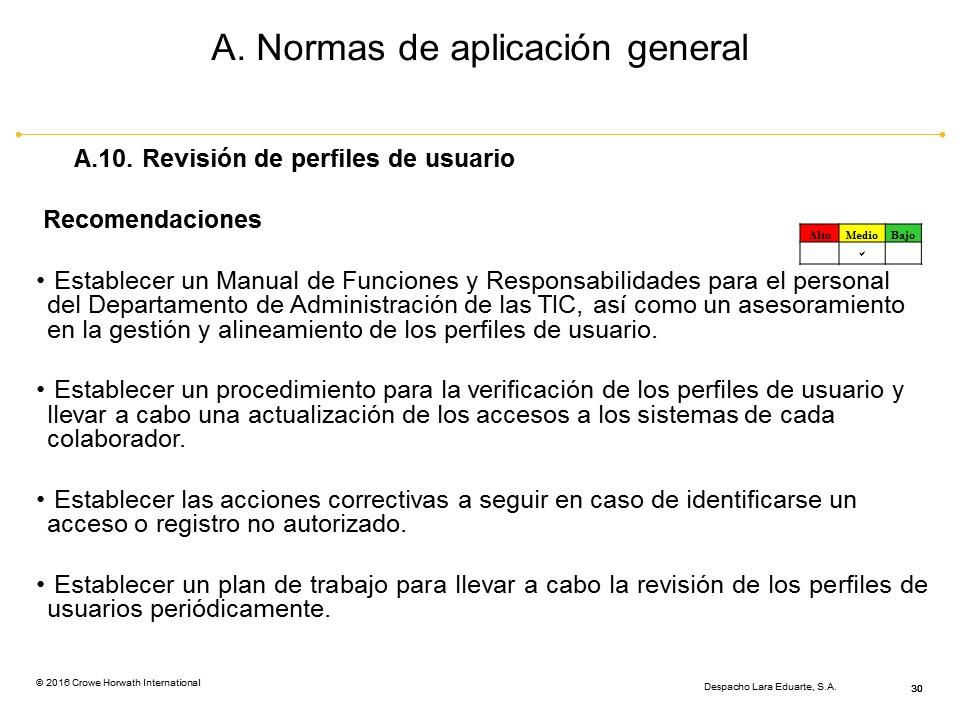 A. Normas de aplicación general
A.10. Revisión de perfiles de usuario
Recomendaciones
Alto Medio Bajo
✓
• Establecer un Manual de Funciones y Responsabilidades para el personal
del Departamento de Administración de las TIC, así como un asesoramiento
en la gestión y alineamiento de los perfiles de usuario.
• Establecer un procedimiento para la verificación de los perfiles de usuario y
llevar a cabo una actualización de los accesos a los sistemas de cada
colaborador.
• Establecer las acciones correctivas a seguir en caso de identificarse un
acceso o registro no autorizado.
• Establecer un plan de trabajo para llevar a cabo la revisión de los perfiles de
usuarios periódicamente.
© 2016 Crowe Horwath International
Despacho Lara Eduarte, S.A.
30